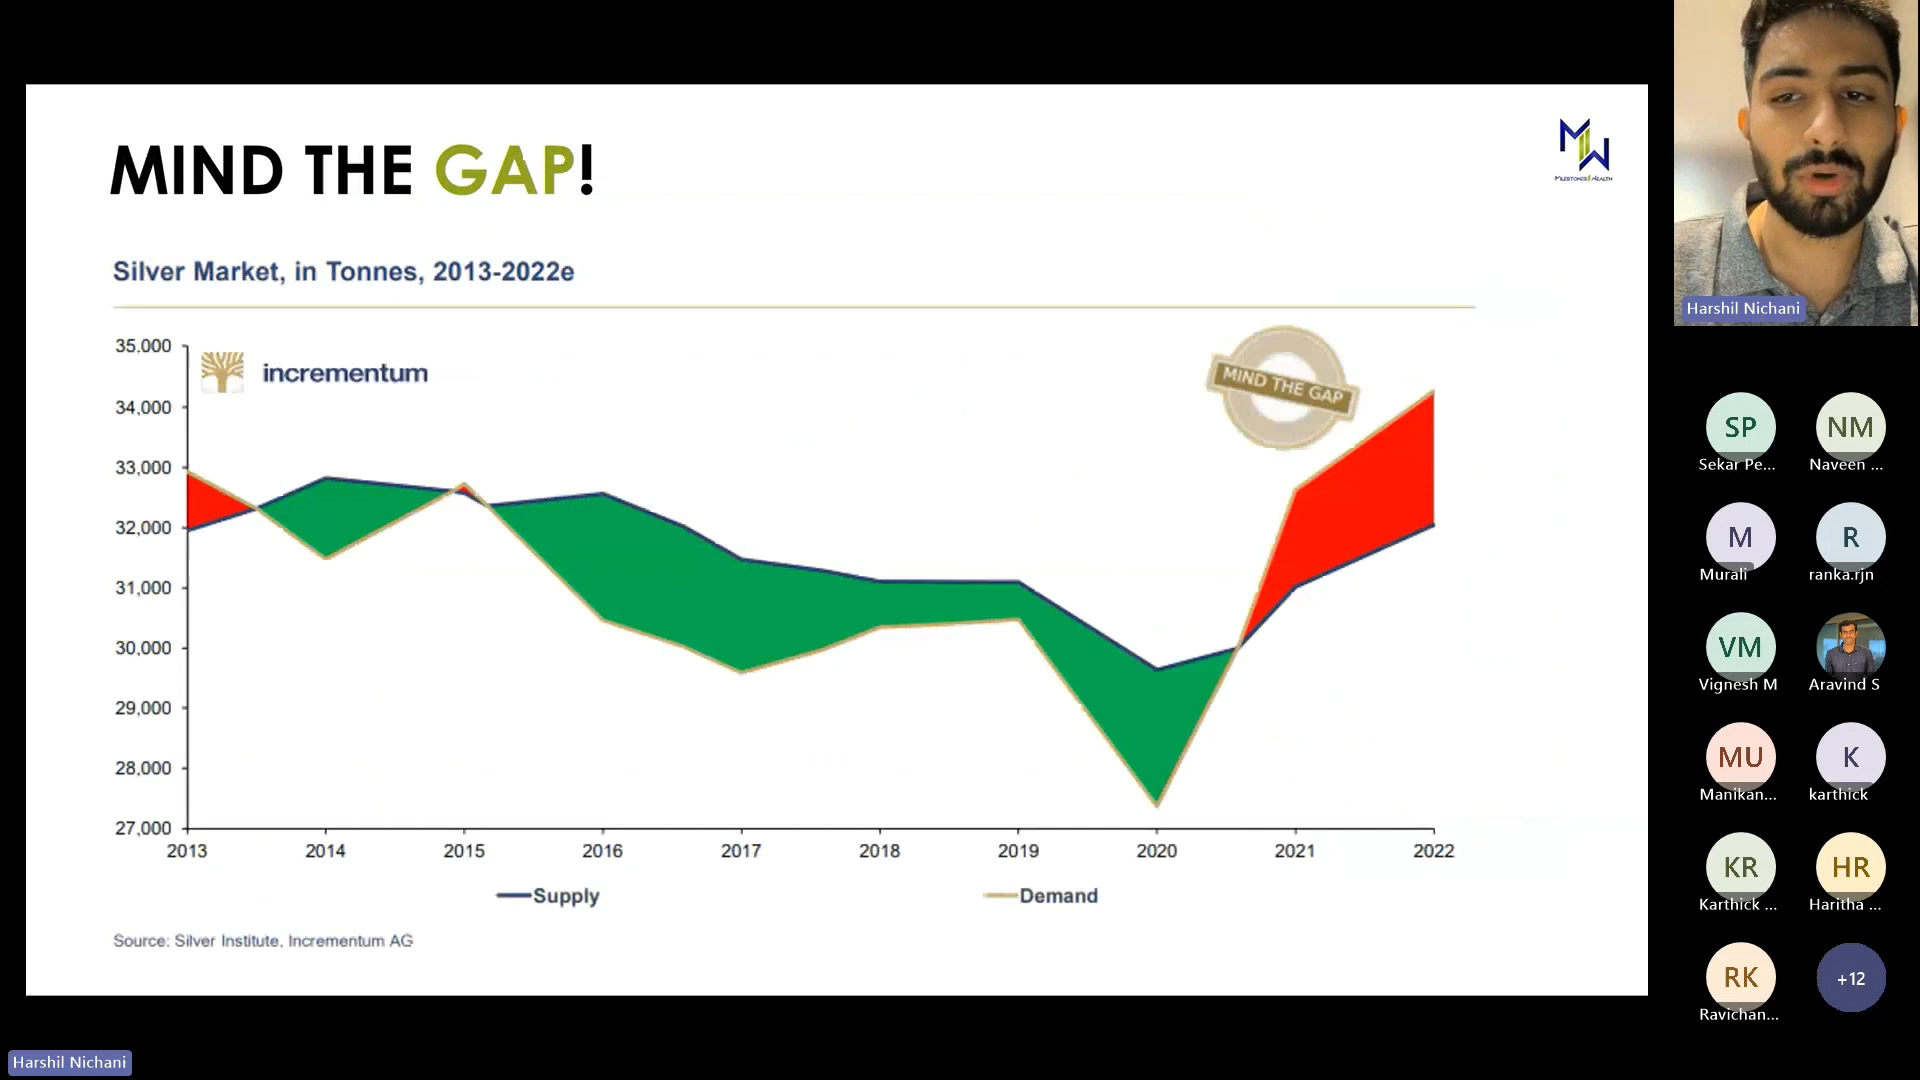 MIND THE GAP!
MW
MILESTONES WEALTH
Silver Market, in Tonnes, 2013-2022e
incrementum
MIND THE GAP
35.000
34,000
33,000
32,000
31,000
30,000
29,000
28,000
27,000
2013 2014 2015 2016 2017 2018 2019 2020 2021 2022
Supply Demand
Source: Silver Institute, Incrementum AG
Harshil Nichani
SP NM
Sekar Pe... Naveen ...
M R
Murali ranka.rjn
VM
Vignesh M Aravind S
MU K
Manikan... karthick
KR HR
Karthick ... Haritha ...
RK +12
Ravichan...
Harshil Nichani